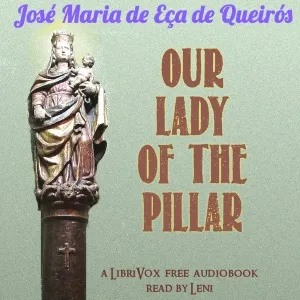 José Maria de Eça de Queirós
OUR
LADY
OF THE
PILLAR
A LIBRIVOX FREE AUDIOBOOK
READ BY LENI